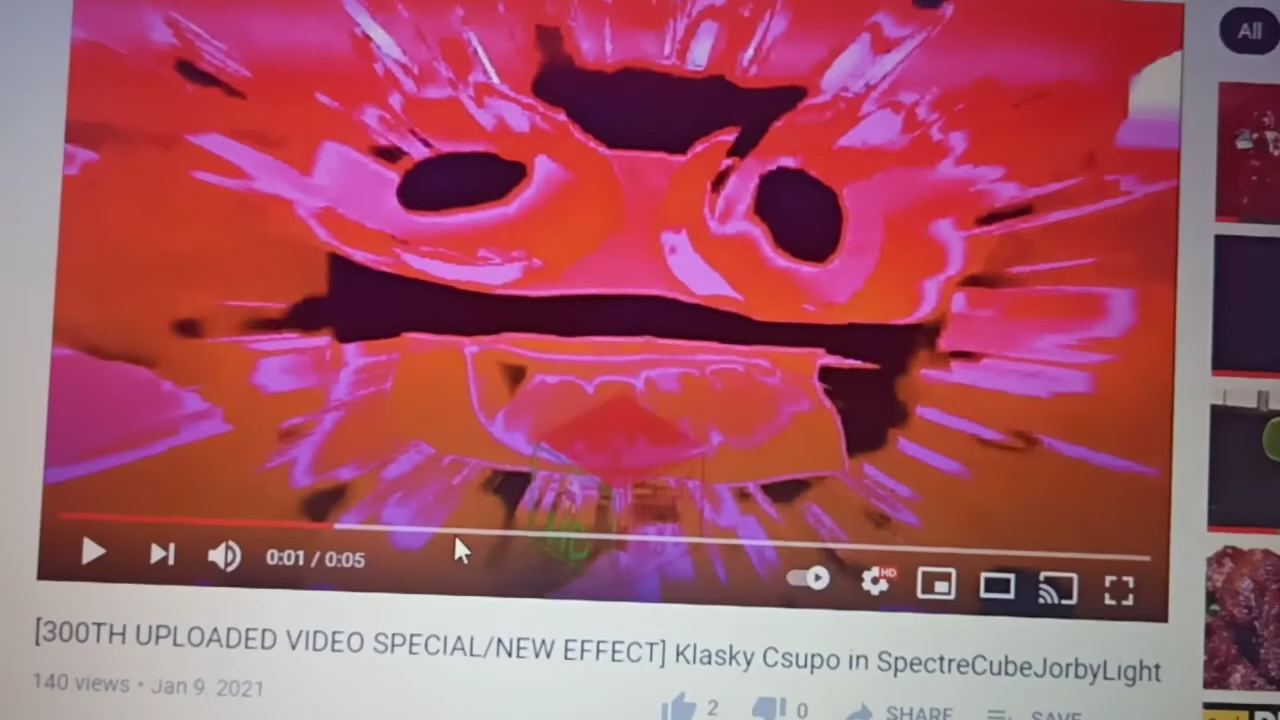 All
HD
0:01 / 0:05
[300TH UPLOADED VIDEO SPECIAL/NEW EFFECT] Klasky Csupo in SpectreCubeJorbyLight
140 views • Jan 9, 2021
2
0
SHARE
SAVE